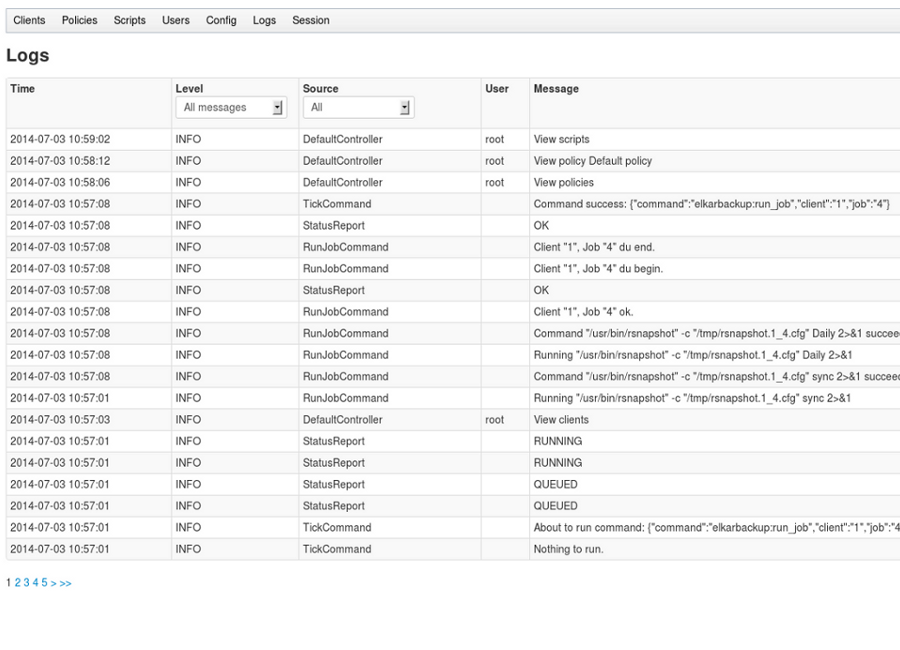 Clients Policies Scripts Users Config Logs Session
Logs
Time Level Source User Message
All messages All
2014-07-03 10:59:02 INFO DefaultController root View scripts
2014-07-03 10:58:12 INFO DefaultController root View policy Default policy
2014-07-03 10:58:06 INFO DefaultController root View policies
2014-07-03 10:57:08 INFO TickCommand Command success: {"command":"elkarbackup:run_job","client":"1","job":"4"}
2014-07-03 10:57:08 INFO StatusReport OK
2014-07-03 10:57:08 INFO RunJobCommand Client "1", Job "4" du end.
2014-07-03 10:57:08 INFO RunJobCommand Client "1", Job "4" du begin.
2014-07-03 10:57:08 INFO StatusReport OK
2014-07-03 10:57:08 INFO RunJobCommand Client "1", Job "4" ok.
2014-07-03 10:57:08 INFO RunJobCommand Command "/usr/bin/rsnapshot" -c "/tmp/rsnapshot.1_4.cfg" Daily 2>&1 succee
2014-07-03 10:57:08 INFO RunJobCommand Running "/usr/bin/rsnapshot" -c "/tmp/rsnapshot.1_4.cfg" Daily 2>&1
2014-07-03 10:57:08 INFO RunJobCommand Command "/usr/bin/rsnapshot" -c "/tmp/rsnapshot.1_4.cfg" sync 2>&1 succeed
2014-07-03 10:57:01 INFO RunJobCommand Running "/usr/bin/rsnapshot" -c "/tmp/rsnapshot.1_4.cfg" sync 2>&1
2014-07-03 10:57:03 INFO DefaultController root View clients
2014-07-03 10:57:01 INFO StatusReport RUNNING
2014-07-03 10:57:01 INFO StatusReport RUNNING
2014-07-03 10:57:01 INFO StatusReport QUEUED
2014-07-03 10:57:01 INFO StatusReport QUEUED
2014-07-03 10:57:01 INFO TickCommand About to run command: {"command":"elkarbackup:run_job","client":"1","job":"4
2014-07-03 10:57:01 INFO TickCommand Nothing to run.
1 2 3 4 5 > >>